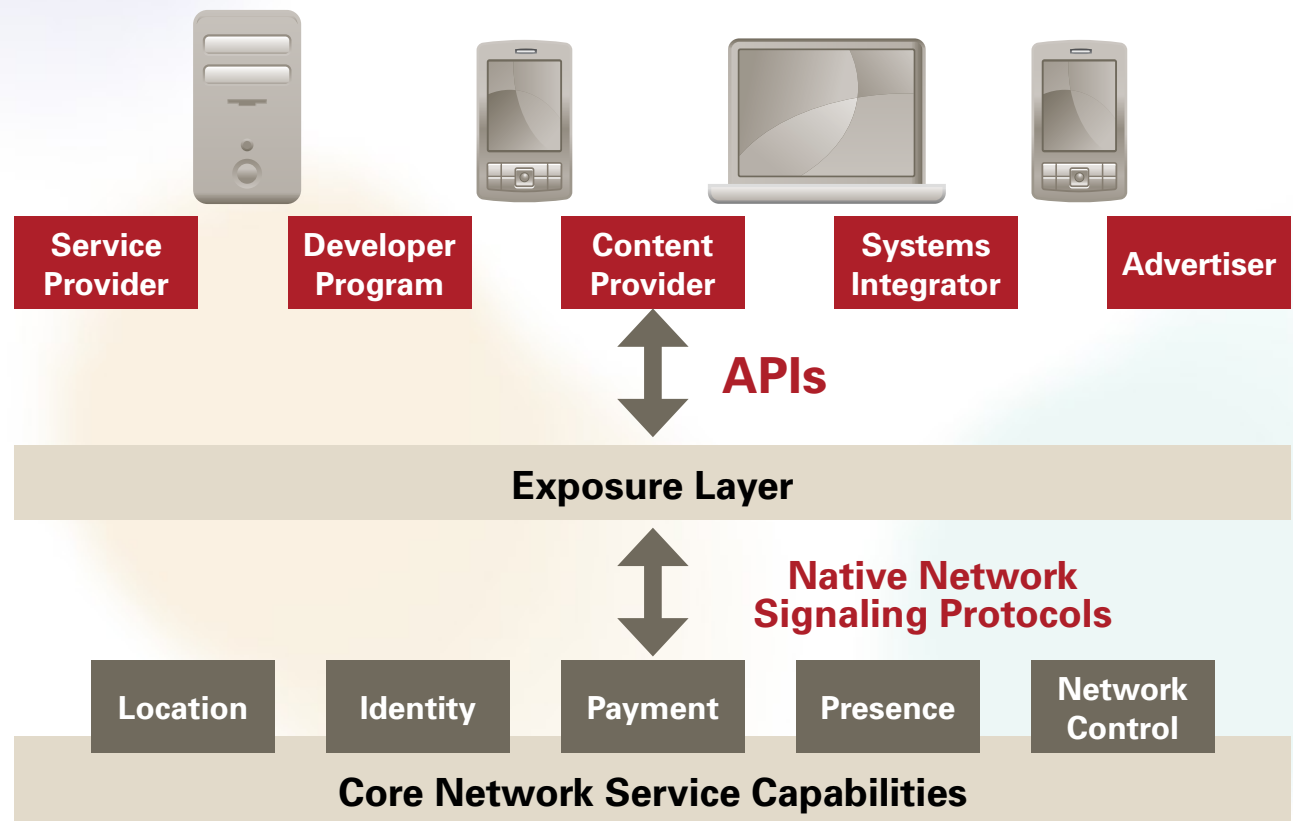 Service
Provider
Developer
Program
Content
Provider
Systems
Integrator
Advertiser
APIs
Exposure Layer
Native Network
Signaling Protocols
Location
Identity
Payment
Presence
Network
Control
Core Network Service Capabilities